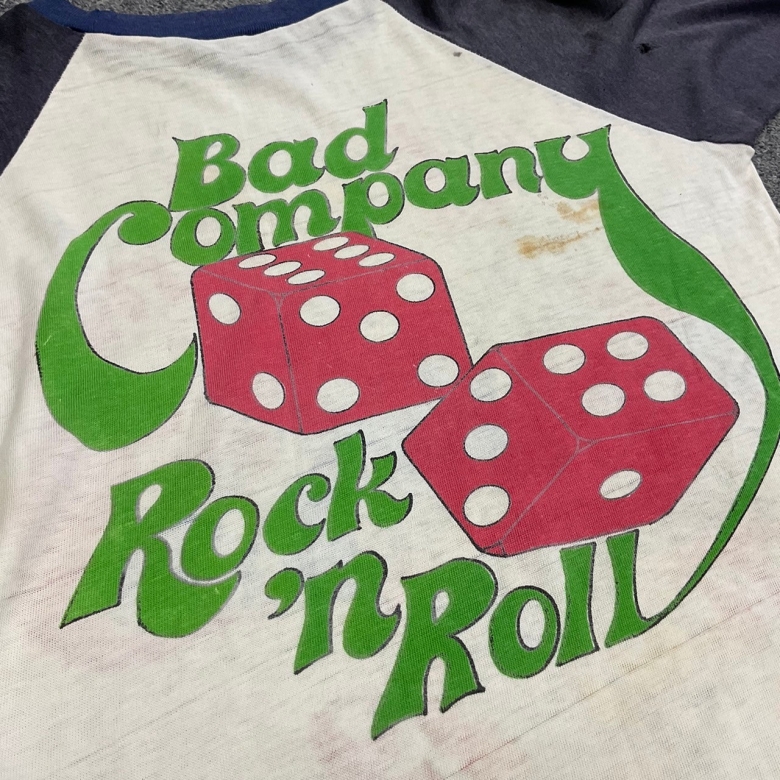 Bad
Company
Rock
'n Roll